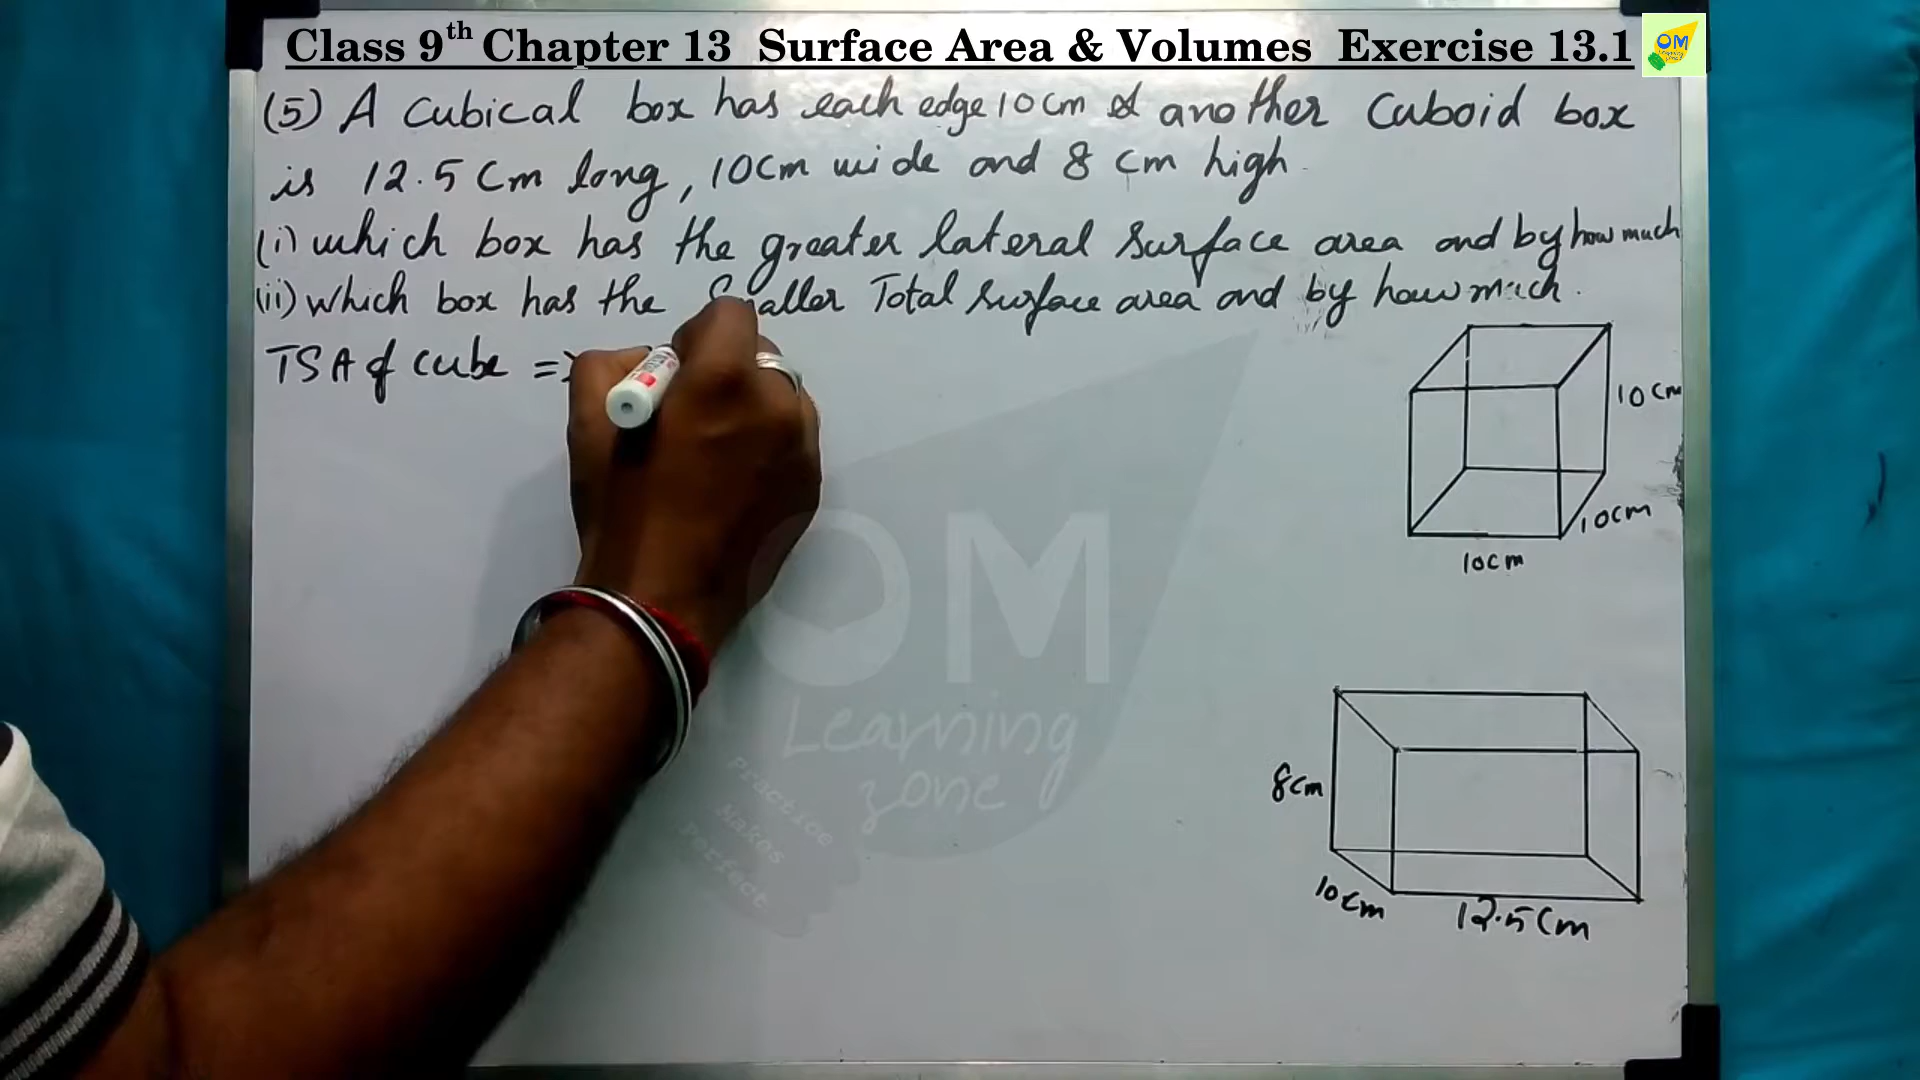 Class 9th Chapter 13 Surface Area & Volumes Exercise 13.1
OM
(5) A Cubical box has each edge 10 cm & another Cuboid box
is 12.5 Cm long, 10cm wide and 8 cm high
(i) which box has the greater lateral surface area and by how much
(ii) which box has the Smaller Total surface area and by how much.
TSA of cube =>
10 cm
10cm
10cm
8cm
10cm
12.5 cm
OM
Learning
zone
Practice
Makes
Perfect